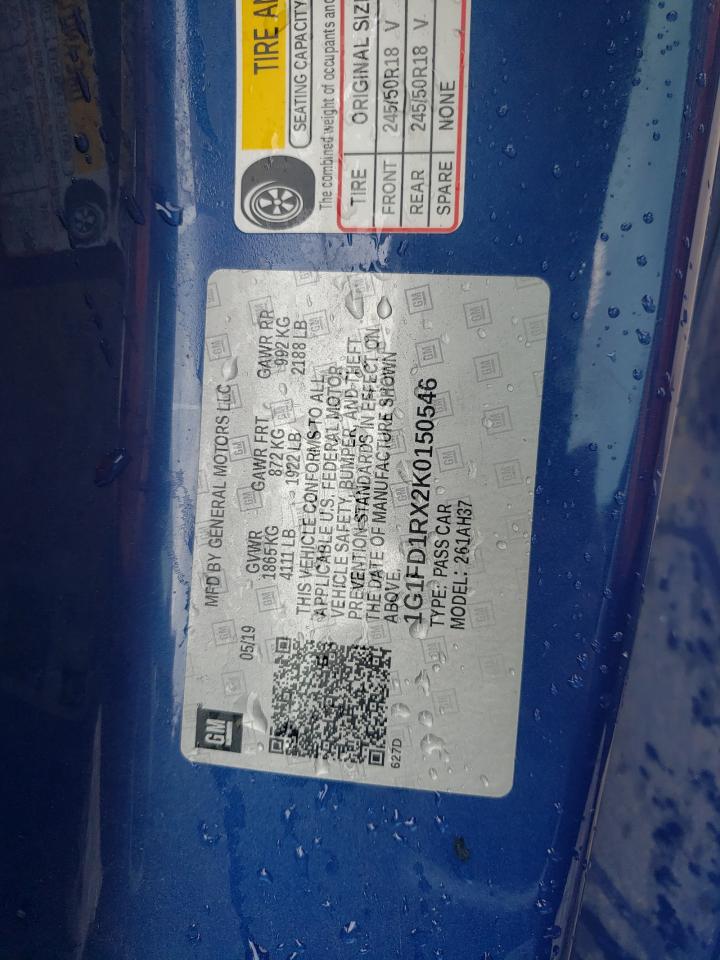 GM
MFD BY GENERAL MOTORS LLC
05/19
GVWR GAWR FRT GAWR RR
1865KG 872 KG 992 KG
4111 LB 1922 LB 2188 LB
THIS VEHICLE CONFORMS TO ALL
APPLICABLE U.S. FEDERAL MOTOR
VEHICLE SAFETY, BUMPER, AND THEFT
PREVENTION STANDARDS IN EFFECT ON
THE DATE OF MANUFACTURE SHOWN
ABOVE.
1G1FD1RX2K0150546
TYPE: PASS CAR
MODEL: 261AH37
627D
TIRE
SEATING CAPACITY
The combined weight of occupants and
TIRE ORIGINAL
FRONT 245/50R18 V
REAR 245/50R18 V
SPARE NONE